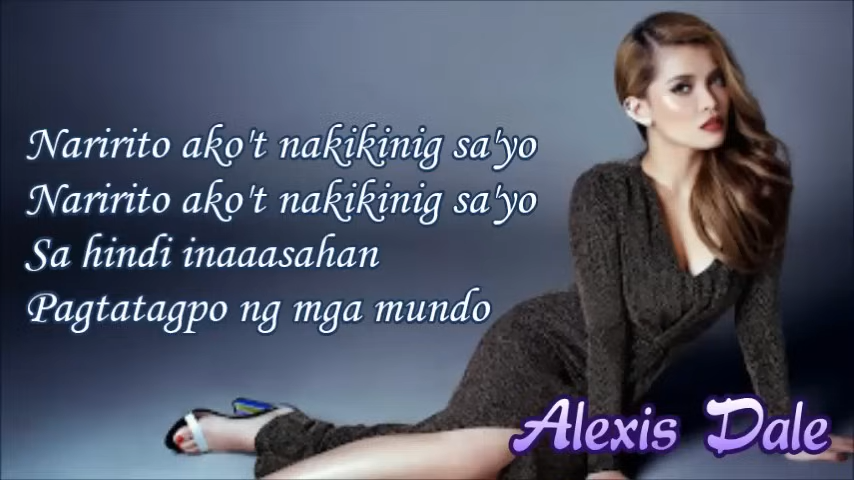 Naririto ako't nakikinig sa'yo
Naririto ako't nakikinig sa'yo
Sa hindi inaaasahan
Pagtatagpo ng mga mundo
Alexis Dale